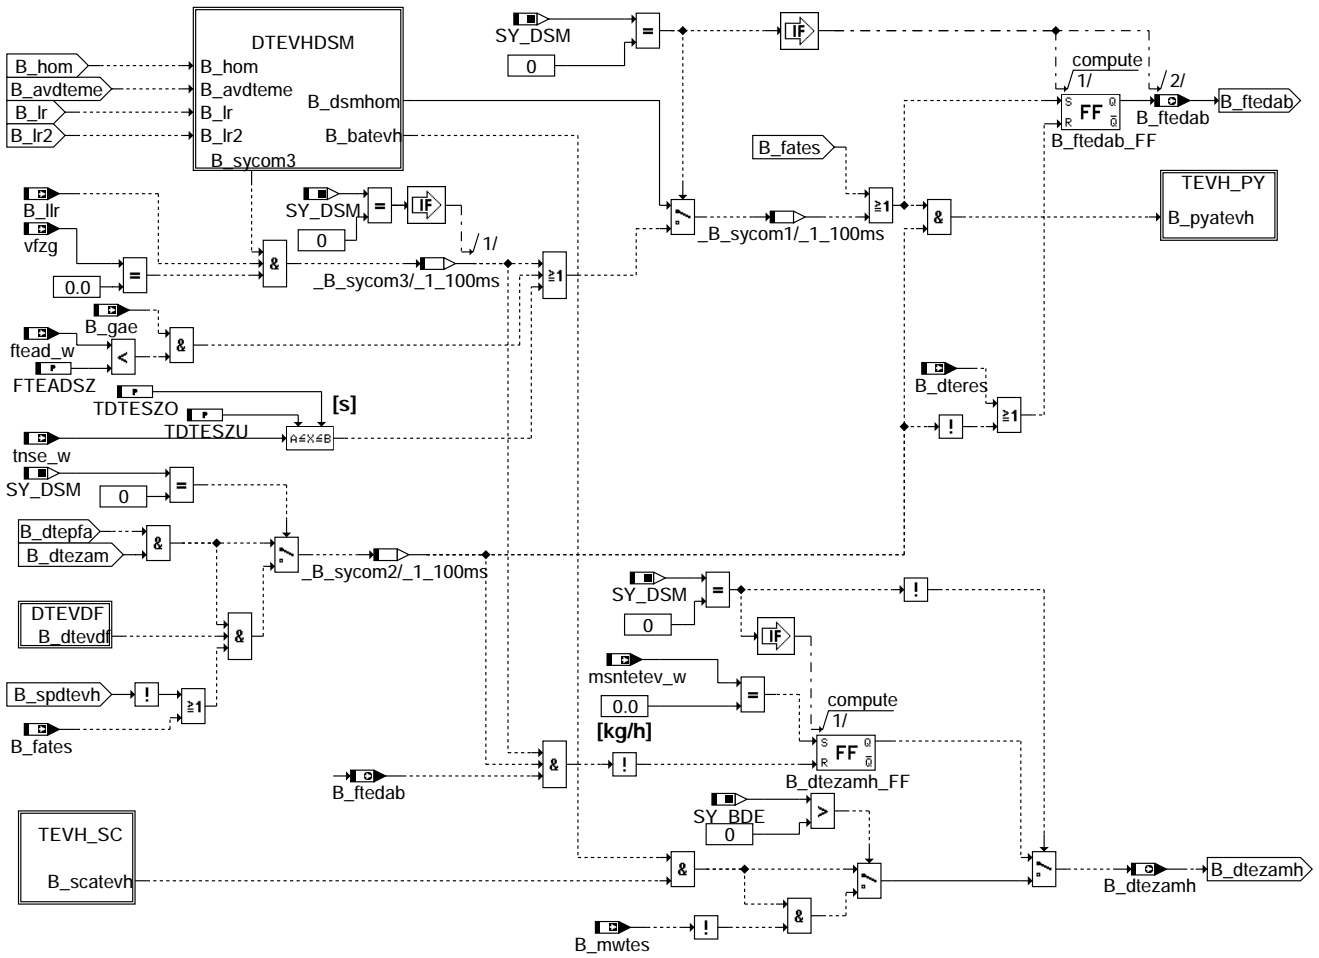 DTEVHDSM
B_hom
B_avdteme
B_lr
B_lr2
B_hom
B_avdteme
B_lr
B_lr2
B_dsmhom
B_batevh
B_sycom3
SY_DSM
=
0
IF
compute
/1/
/2/
S Q
FF
R Q
B_ftedab_FF
B_ftedab
B_ftedab
B_fates
≥1
&
TEVH_PY
B_pyatevh
B_llr
vfzg
0.0
=
&
SY_DSM
0
=
IF
/1/
_B_sycom3/_1_100ms
≥1
_B_sycom1/_1_100ms
B_gae
ftead_w
<
&
FTEADSZ
TDTESZO
TDTESZU
[s]
A≤X≤B
tnse_w
B_dteres
!
≥1
SY_DSM
0
=
B_dtepfa
B_dtezam
&
_B_sycom2/_1_100ms
DTEVDF
B_dtevdf
&
B_spdtevh
!
≥1
B_fates
SY_DSM
0
=
!
IF
msntetev_w
0.0
=
[kg/h]
compute
/1/
S Q
FF
R Q
B_dtezamh_FF
B_ftedab
&
!
SY_BDE
0
>
TEVH_SC
B_scatevh
&
&
B_mwtes
!
B_dtezamh
B_dtezamh